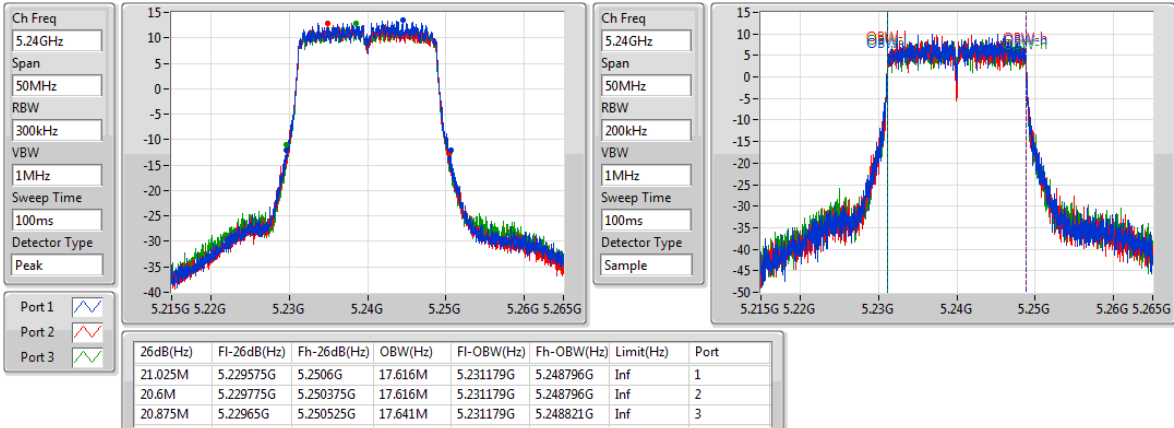 Ch Freq
5.24GHz
Span
50MHz
RBW
300kHz
VBW
1MHz
Sweep Time
100ms
Detector Type
Peak
Port 1
Port 2
Port 3
15
10
5
0
-5
-10
-15
-20
-25
-30
-35
-40
5.215G 5.22G 5.23G 5.24G 5.25G 5.26G 5.265G
Ch Freq
5.24GHz
Span
50MHz
RBW
200kHz
VBW
1MHz
Sweep Time
100ms
Detector Type
Sample
15
10
5
0
-5
-10
-15
-20
-25
-30
-35
-40
-45
-50
5.215G 5.22G 5.23G 5.24G 5.25G 5.26G 5.265G
26dB(Hz) Fl-26dB(Hz) Fh-26dB(Hz) OBW(Hz) Fl-OBW(Hz) Fh-OBW(Hz) Limit(Hz) Port
21.025M 5.229575G 5.2506G 17.616M 5.231179G 5.248796G Inf 1
20.6M 5.229775G 5.250375G 17.616M 5.231179G 5.248796G Inf 2
20.875M 5.22965G 5.250525G 17.641M 5.231179G 5.248821G Inf 3